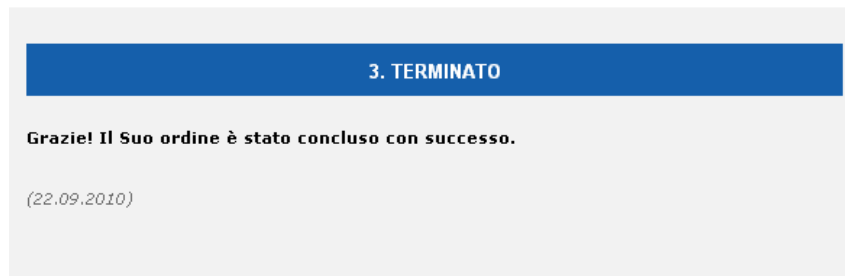 3. TERMINATO
Grazie! Il Suo ordine è stato concluso con successo.
(22.09.2010)